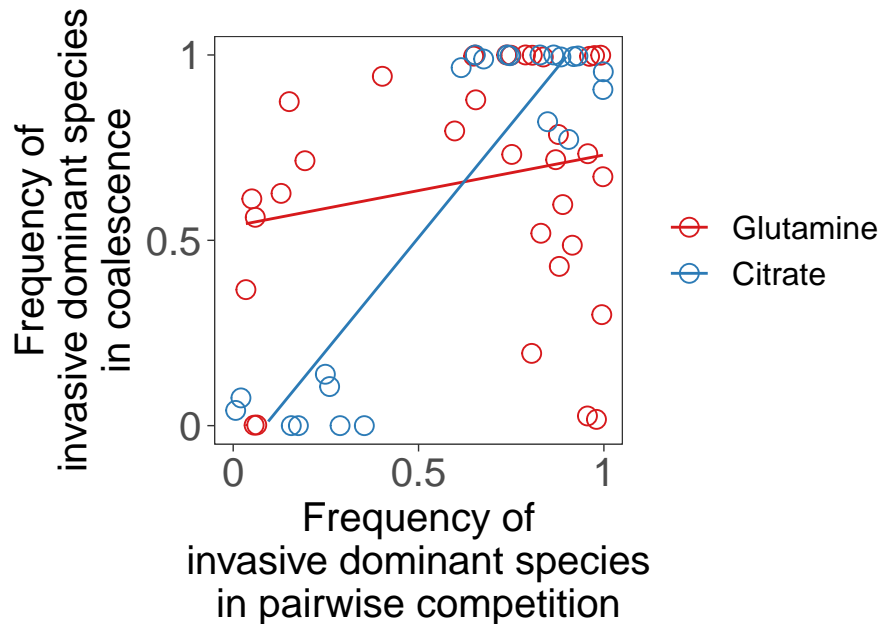 Frequency of
invasive dominant species
in coalescence
1
0.5
0
0
0.5
1
Frequency of
invasive dominant species
in pairwise competition
Glutamine
Citrate